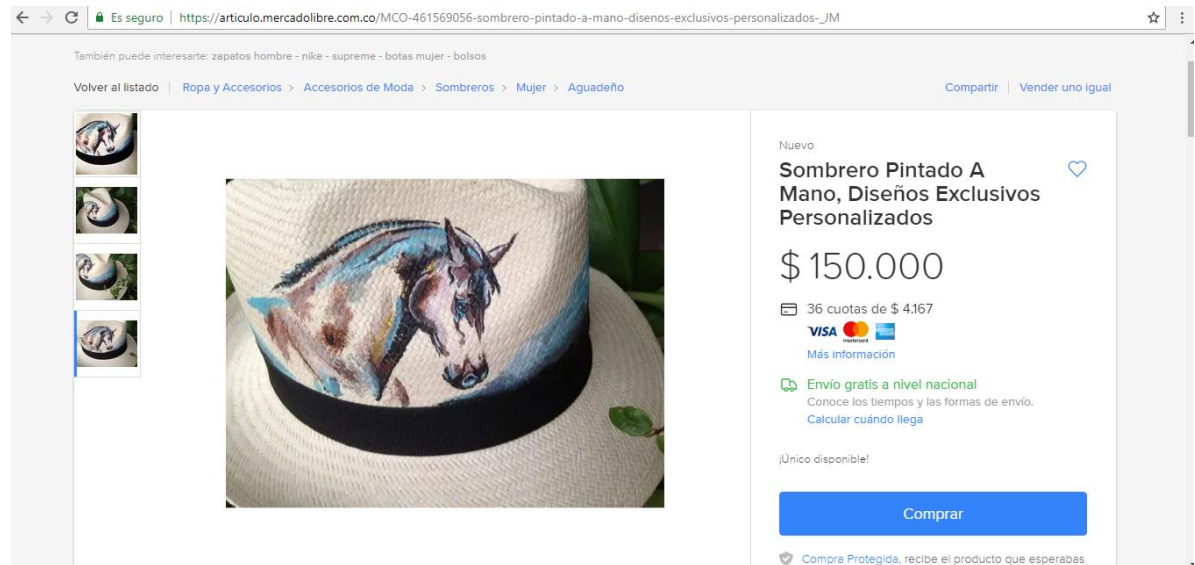 Es seguro | https://articulo.mercadolibre.com.co/MCO-461569056-sombrero-pintado-a-mano-disenos-exclusivos-personalizados-_JM
También puede interesarte: zapatos hombre - nike - supreme - botas mujer - bolsos
Volver al listado | Ropa y Accesorios > Accesorios de Moda > Sombreros > Mujer > Aguadeño
Compartir | Vender uno igual
Nuevo
Sombrero Pintado A
Mano, Diseños Exclusivos
Personalizados
$ 150.000
36 cuotas de $ 4.167
VISA
Más información
Envío gratis a nivel nacional
Conoce los tiempos y las formas de envío.
Calcular cuándo llega
¡Único disponible!
Comprar
Compra Protegida, recibe el producto que esperabas